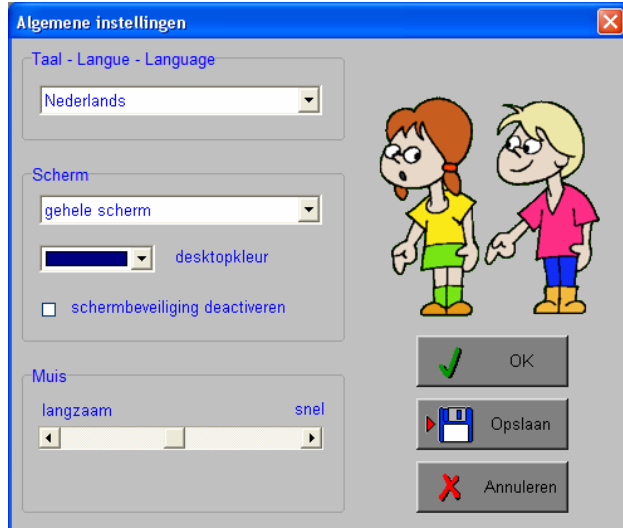 Algemene instellingen
Taal - Langue - Language
Nederlands
Scherm
gehele scherm
desktopkleur
schermbeveiliging deactiveren
Muis
langzaam snel
OK
Opslaan
Annuleren